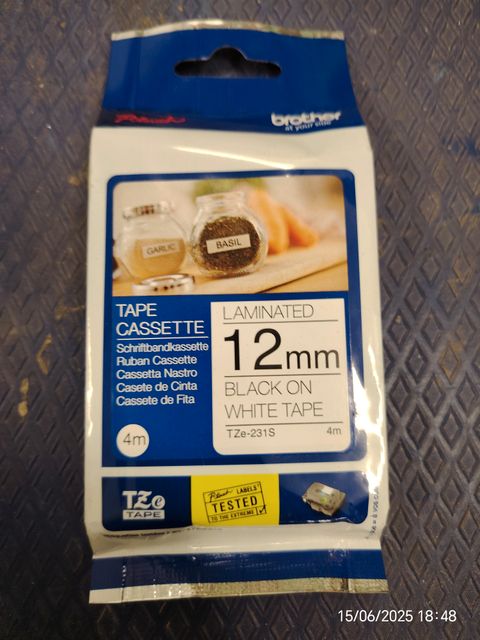 P-touch
brother
at your side
GARLIC
BASIL
TAPE
CASSETTE
Schriftbandkassette
Ruban Cassette
Cassetta Nastro
Casete de Cinta
Cassete de Fita
4m
LAMINATED
12mm
BLACK ON
WHITE TAPE
TZe-231S 4m
TZe
TAPE
P-touch LABELS
TESTED
TO THE EXTREME
15/06/2025 18:48